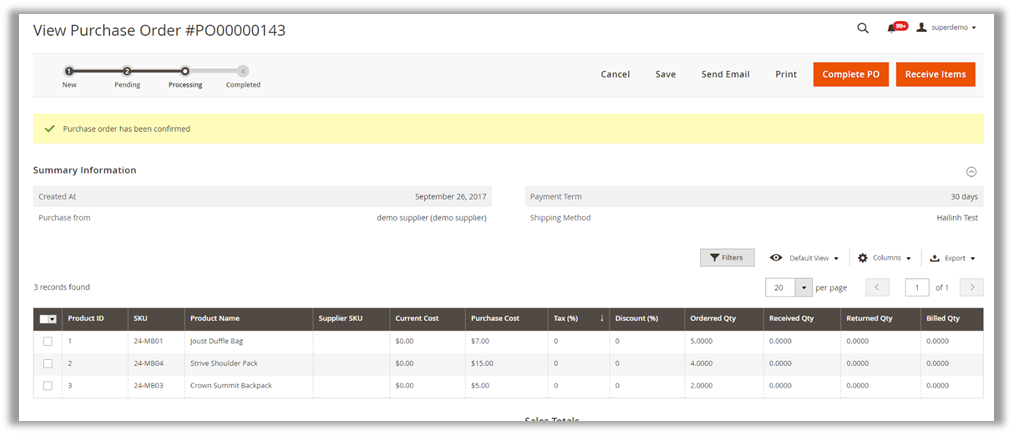 View Purchase Order #PO00000143
99+ superdemo
1 2 4
New Pending Processing Completed
Cancel Save Send Email Print Complete PO Receive Items
Purchase order has been confirmed
Summary Information
Created At September 26, 2017 Payment Term 30 days
Purchase from demo supplier (demo supplier) Shipping Method Hailinh Test
Filters Default View Columns Export
3 records found 20 per page 1 of 1
Product ID SKU Product Name Supplier SKU Current Cost Purchase Cost Tax (%) ↓ Discount (%) Orderred Qty Received Qty Returned Qty Billed Qty
1 24-MB01 Joust Duffle Bag $0.00 $7.00 0 0 5.0000 0.0000 0.0000 0.0000
2 24-MB04 Strive Shoulder Pack $0.00 $15.00 0 0 4.0000 0.0000 0.0000 0.0000
3 24-MB03 Crown Summit Backpack $0.00 $5.00 0 0 2.0000 0.0000 0.0000 0.0000
Sales Totals